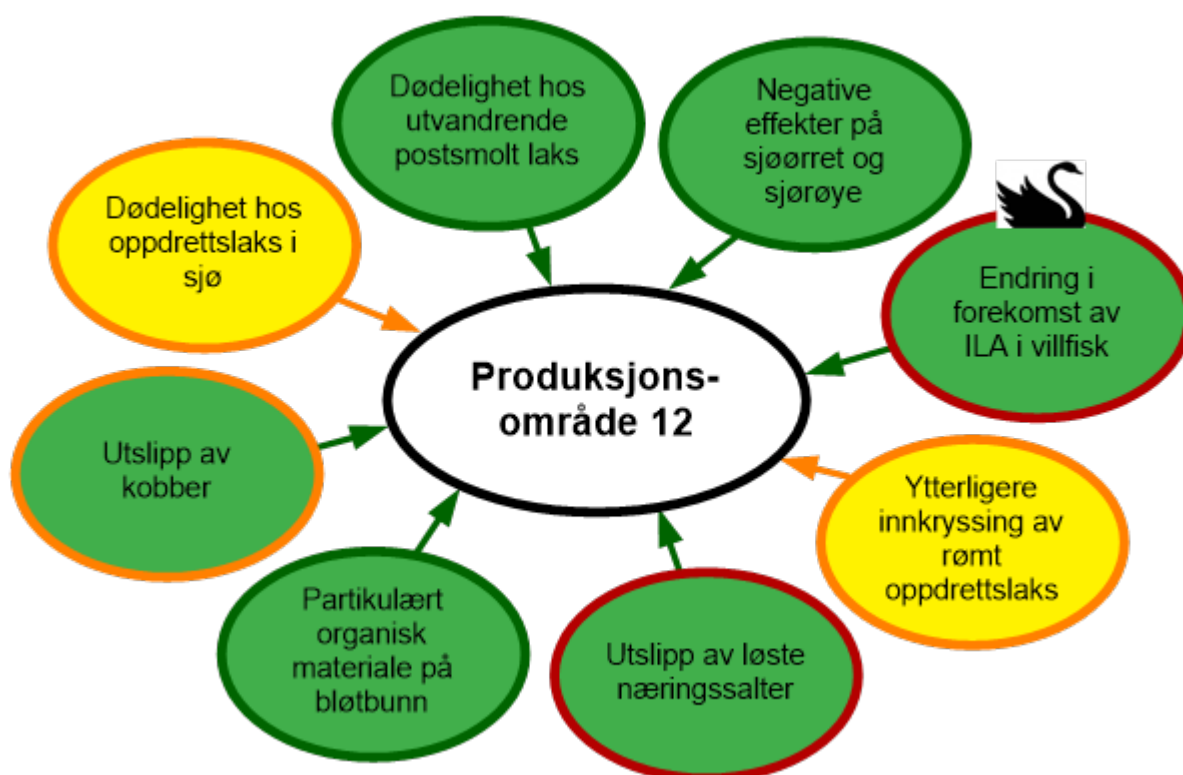 Dødelighet hos
utvandrende
postsmolt laks
Negative
effekter på
sjøørret og
sjørøye
Dødelighet hos
oppdrettslaks i
sjø
Endring i
forekomst av
ILA i villfisk
Produksjons-
område 12
Utslipp av
kobber
Ytterligere
innkryssing av
rømt
oppdrettslaks
Partikulært
organisk
materiale på
bløtbunn
Utslipp av løste
næringssalter